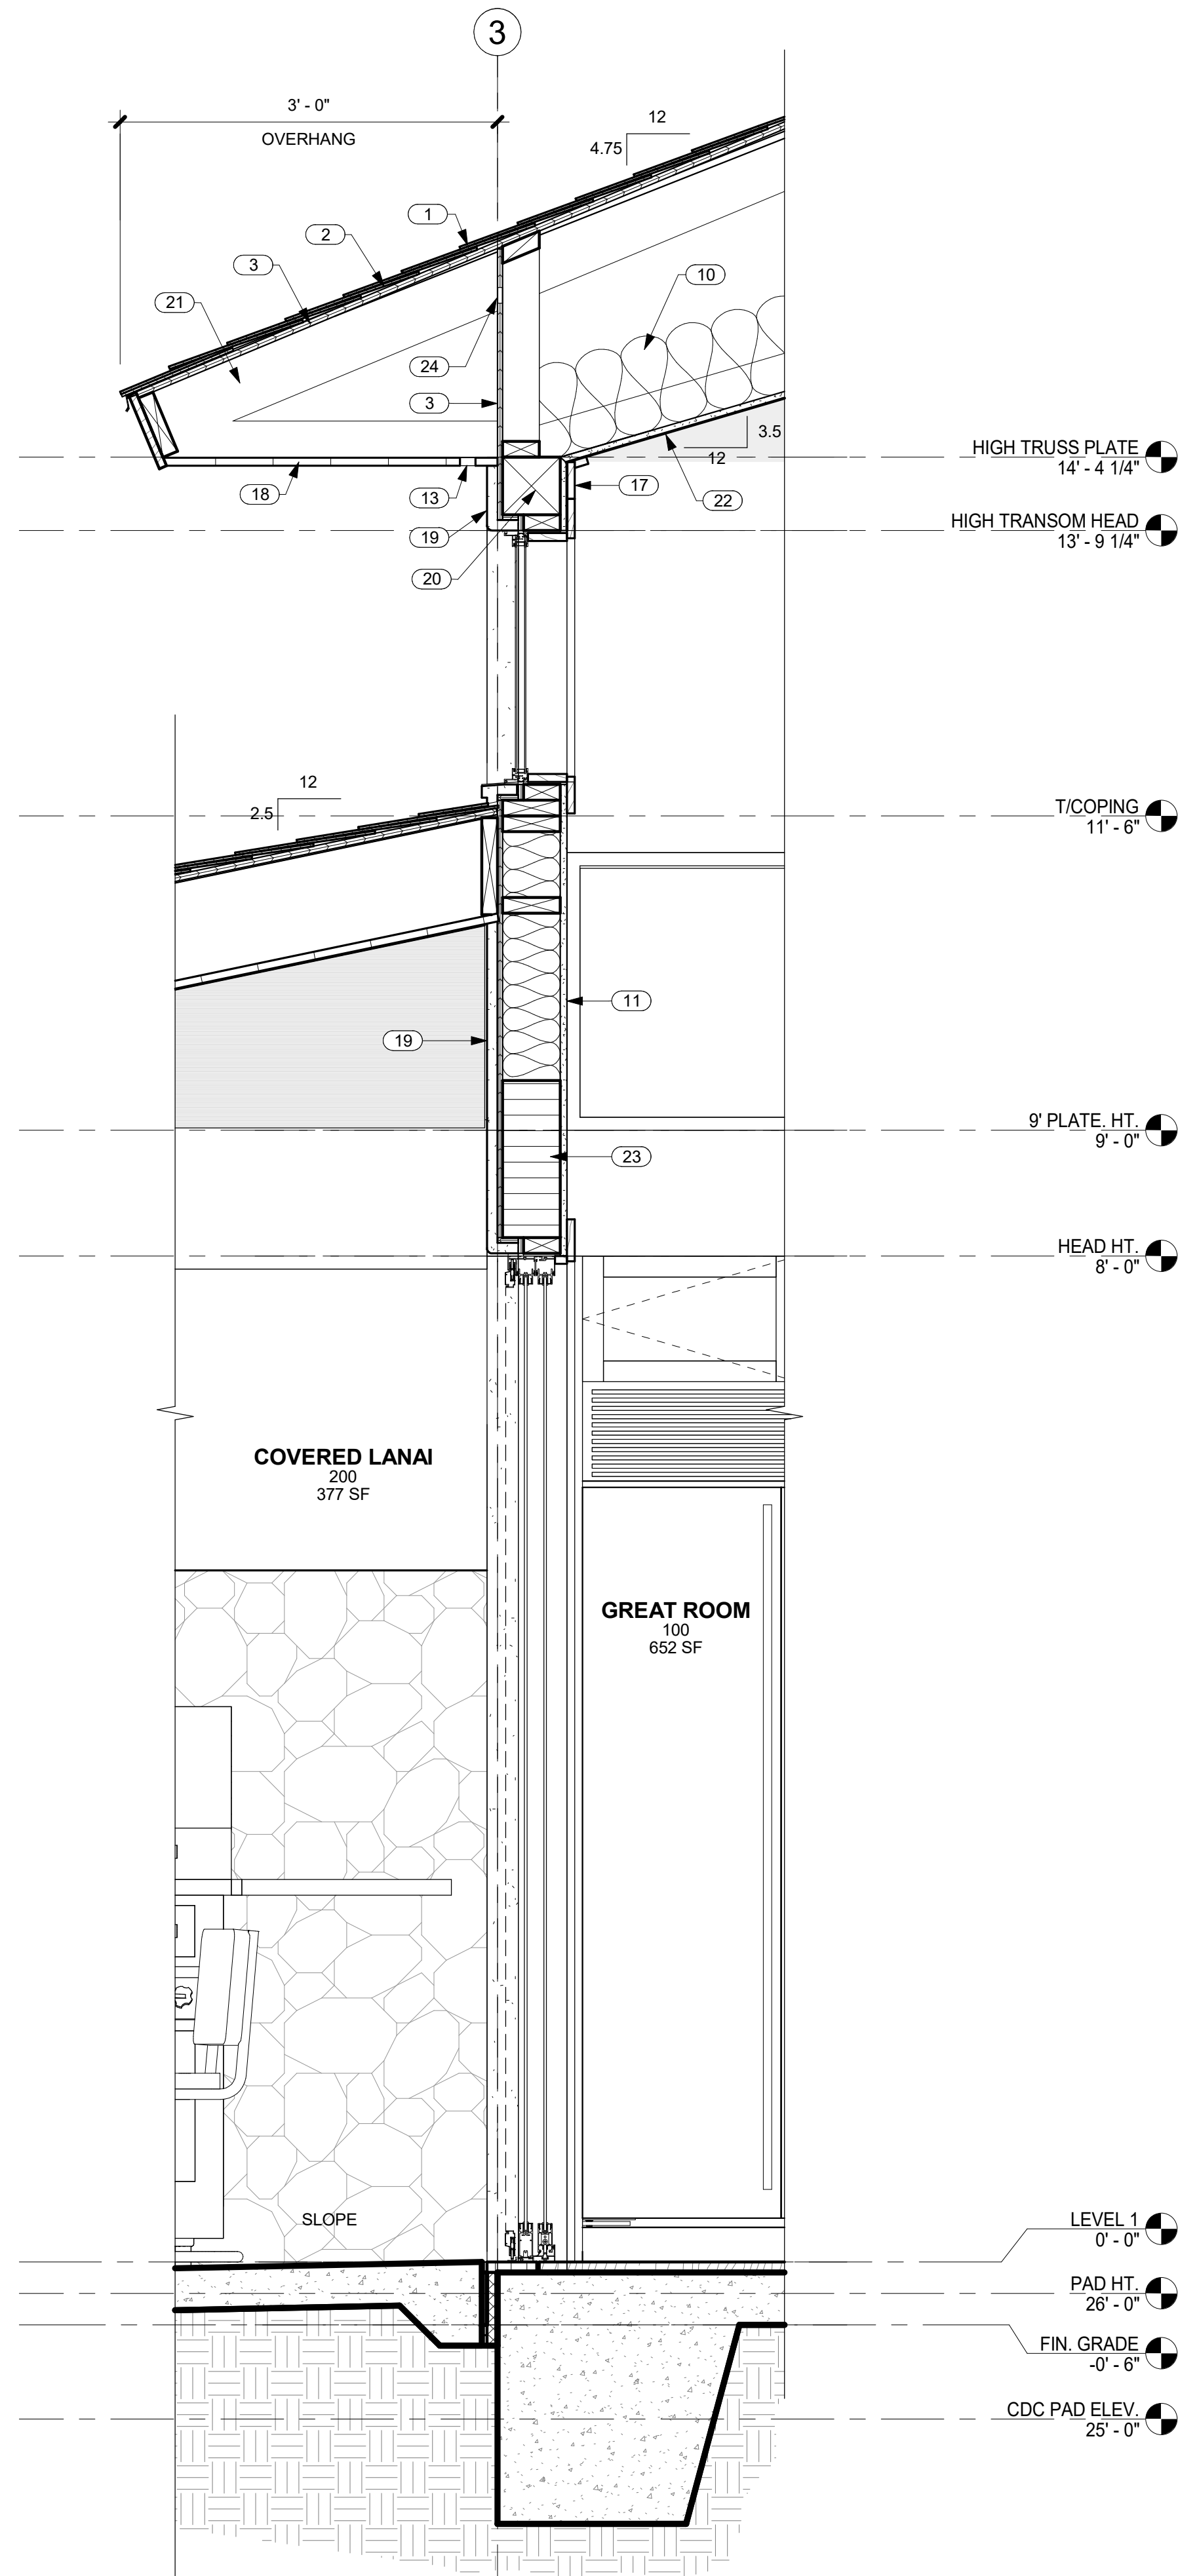 3
3' - 0"
OVERHANG
12
4.75
1
2
3
21
10
24
3
3.5
12
HIGH TRUSS PLATE
14' - 4 1/4"
18
13
17
22
19
HIGH TRANSOM HEAD
13' - 9 1/4"
20
12
2.5
T/COPING
11' - 6"
11
19
9' PLATE. HT.
9' - 0"
23
HEAD HT.
8' - 0"
COVERED LANAI
200
377 SF
GREAT ROOM
100
652 SF
SLOPE
LEVEL 1
0' - 0"
PAD HT.
26' - 0"
FIN. GRADE
-0' - 6"
CDC PAD ELEV.
25' - 0"